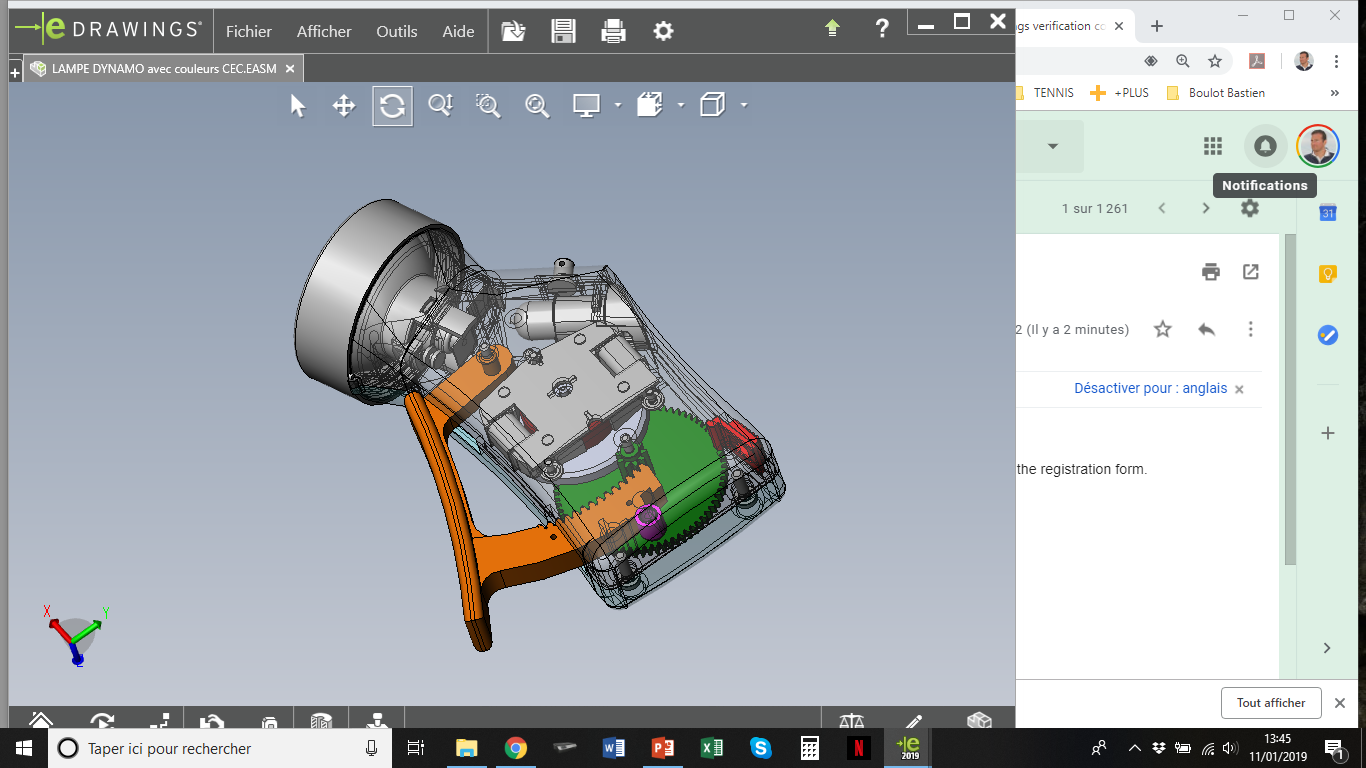 e DRAWINGS®
Fichier Afficher Outils Aide
?
LAMPE DYNAMO avec couleurs CEC.EASM
X
Y
Z
gs verification co
TENNIS +PLUS Boulot Bastien »
Notifications
1 sur 1 261
31
2 (Il y a 2 minutes)
Désactiver pour : anglais
the registration form.
Tout afficher
Taper ici pour rechercher
2019
13:45
11/01/2019
1